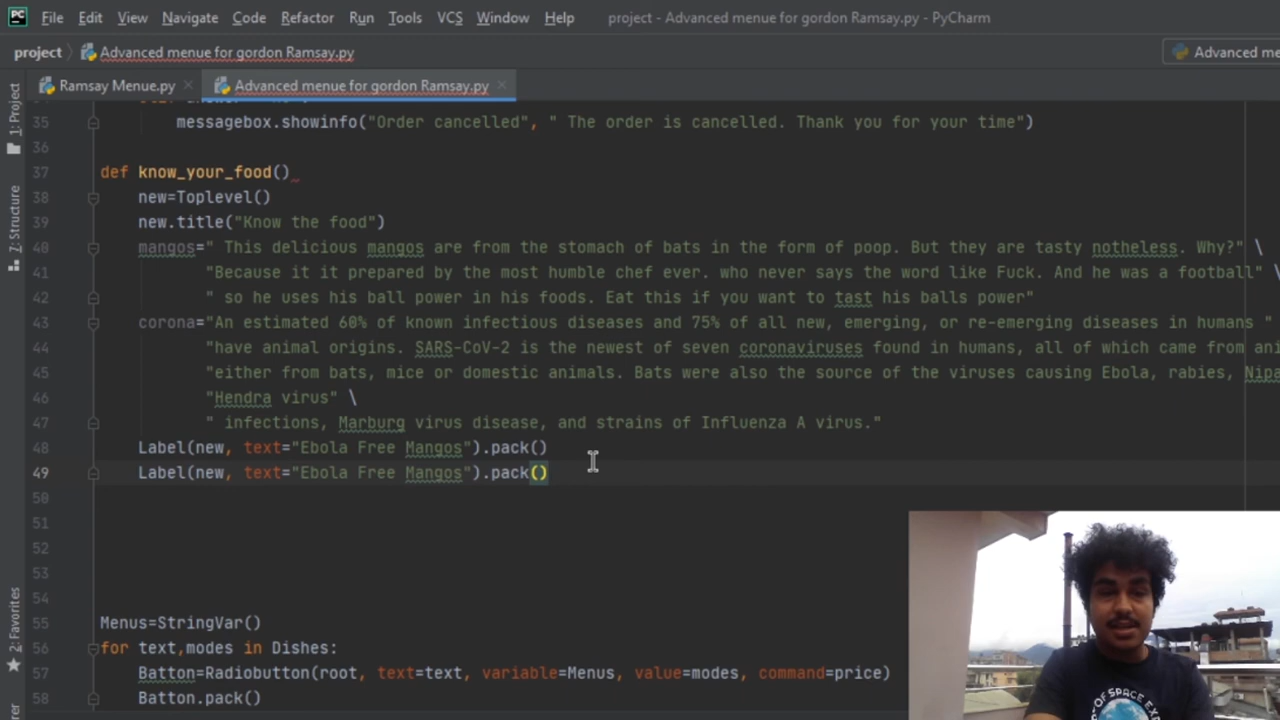 PC File Edit View Navigate Code Refactor Run Tools VCS Window Help project - Advanced menue for gordon Ramsay.py - PyCharm
project Advanced menue for gordon Ramsay.py Advanced me
Ramsay Menue.py Advanced menue for gordon Ramsay.py
1: Project
7: Structure
2: Favorites
35 messagebox.showinfo("Order cancelled", " The order is cancelled. Thank you for your time")
36
37 def know_your_food()
38 new=Toplevel()
39 new.title("Know the food")
40 mangos=" This delicious mangos are from the stomach of bats in the form of poop. But they are tasty notheless. Why?" \
41 "Because it it prepared by the most humble chef ever. who never says the word like Fuck. And he was a football" \
42 " so he uses his ball power in his foods. Eat this if you want to tast his balls power"
43 corona="An estimated 60% of known infectious diseases and 75% of all new, emerging, or re-emerging diseases in humans "
44 "have animal origins. SARS-CoV-2 is the newest of seven coronaviruses found in humans, all of which came from ani
45 "either from bats, mice or domestic animals. Bats were also the source of the viruses causing Ebola, rabies, Nipa
46 "Hendra virus" \
47 " infections, Marburg virus disease, and strains of Influenza A virus."
48 Label(new, text="Ebola Free Mangos").pack()
49 Label(new, text="Ebola Free Mangos").pack()
50
51
52
53
54
55 Menus=StringVar()
56 for text,modes in Dishes:
57 Batton=Radiobutton(root, text=text, variable=Menus, value=modes, command=price)
58 Batton.pack()
OF SPACE EX